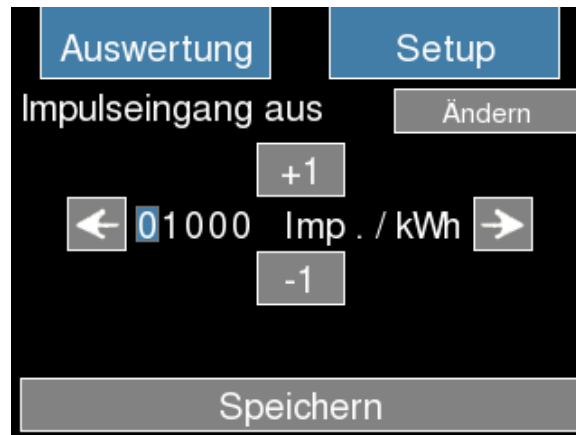 Auswertung Setup
Impulseingang aus Ändern
+1
01000 Imp. / kWh
-1
Speichern